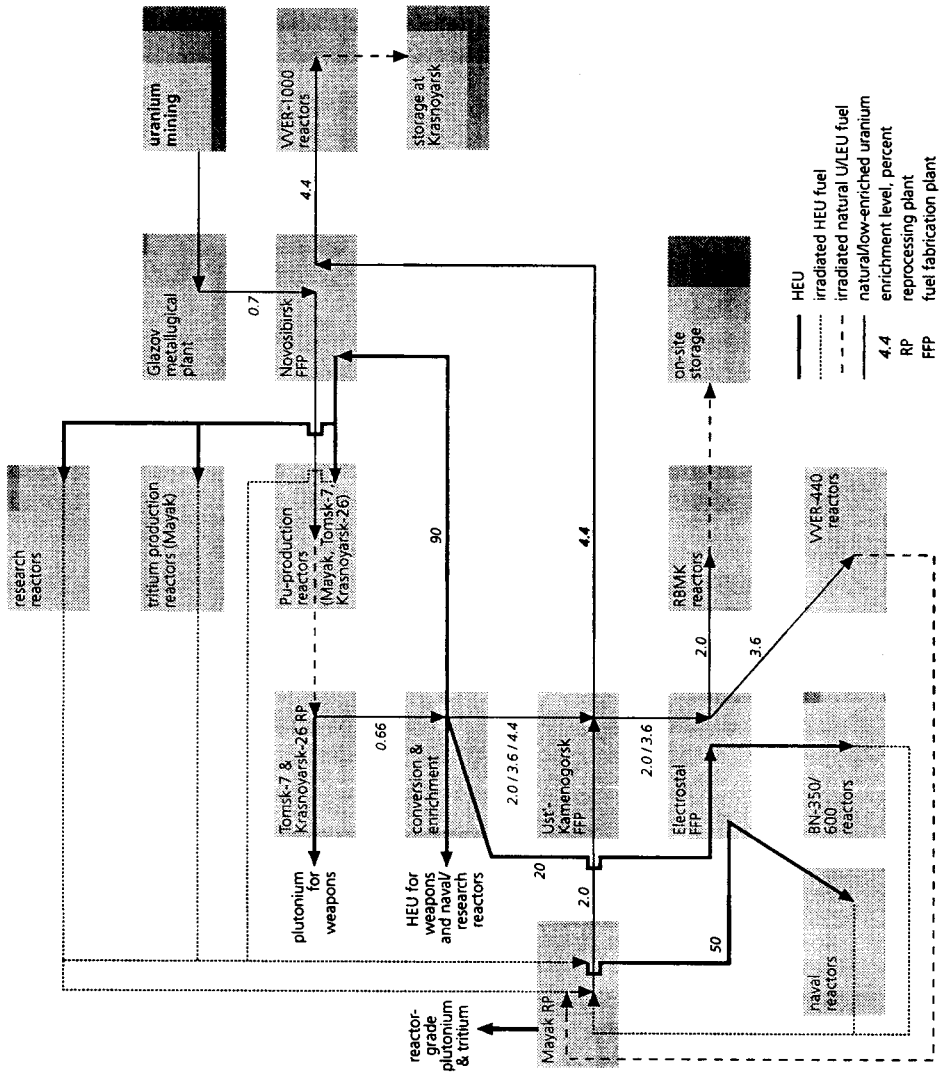 reactor-
grade
plutonium
& tritium
Mayak RP
naval
reactors
plutonium
for
weapons
HEU for
weapons
and naval/
research
reactors
2.0
20
50
Tomsk-7 &
Krasnoyarsk-26 RP
0.66
conversion &
enrichment
2.0 / 3.6 / 4.4
Ust'-
Kamenogorsk
FFP
2.0 / 3.6
Electrostal
FFP
BN-350/
600
reactors
research
reactors
tritium production
reactors (Mayak)
Pu-production
reactors
(Mayak, Tomsk-7,
Krasnoyarsk-26)
90
4.4
RBMK
reactors
2.0
3.6
VVER-440
reactors
Glazov
metallugical
plant
0.7
Novosibirsk
FFP
on-site
storage
uranium
mining
VVER-1000
reactors
4.4
storage at
Krasnoyarsk
HEU
irradiated HEU fuel
irradiated natural U/LEU fuel
natural/low-enriched uranium
4.4 enrichment level, percent
RP reprocessing plant
FFP fuel fabrication plant